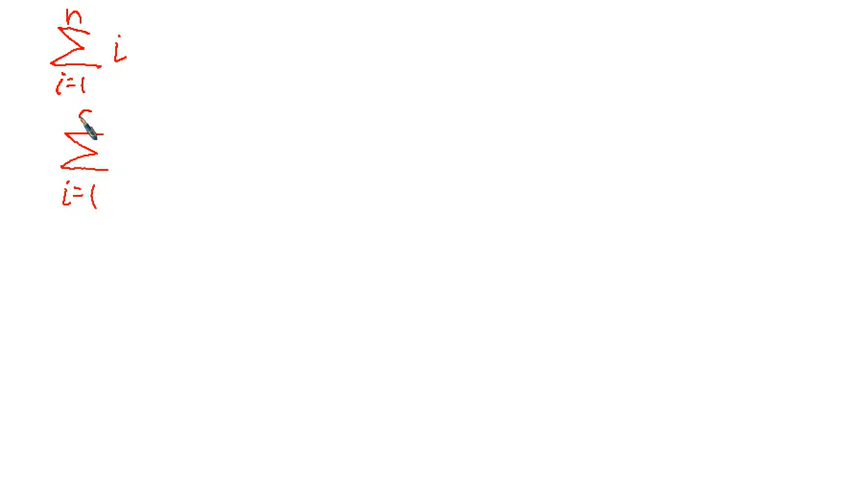 n
∑ i
i=1
∑
i=1